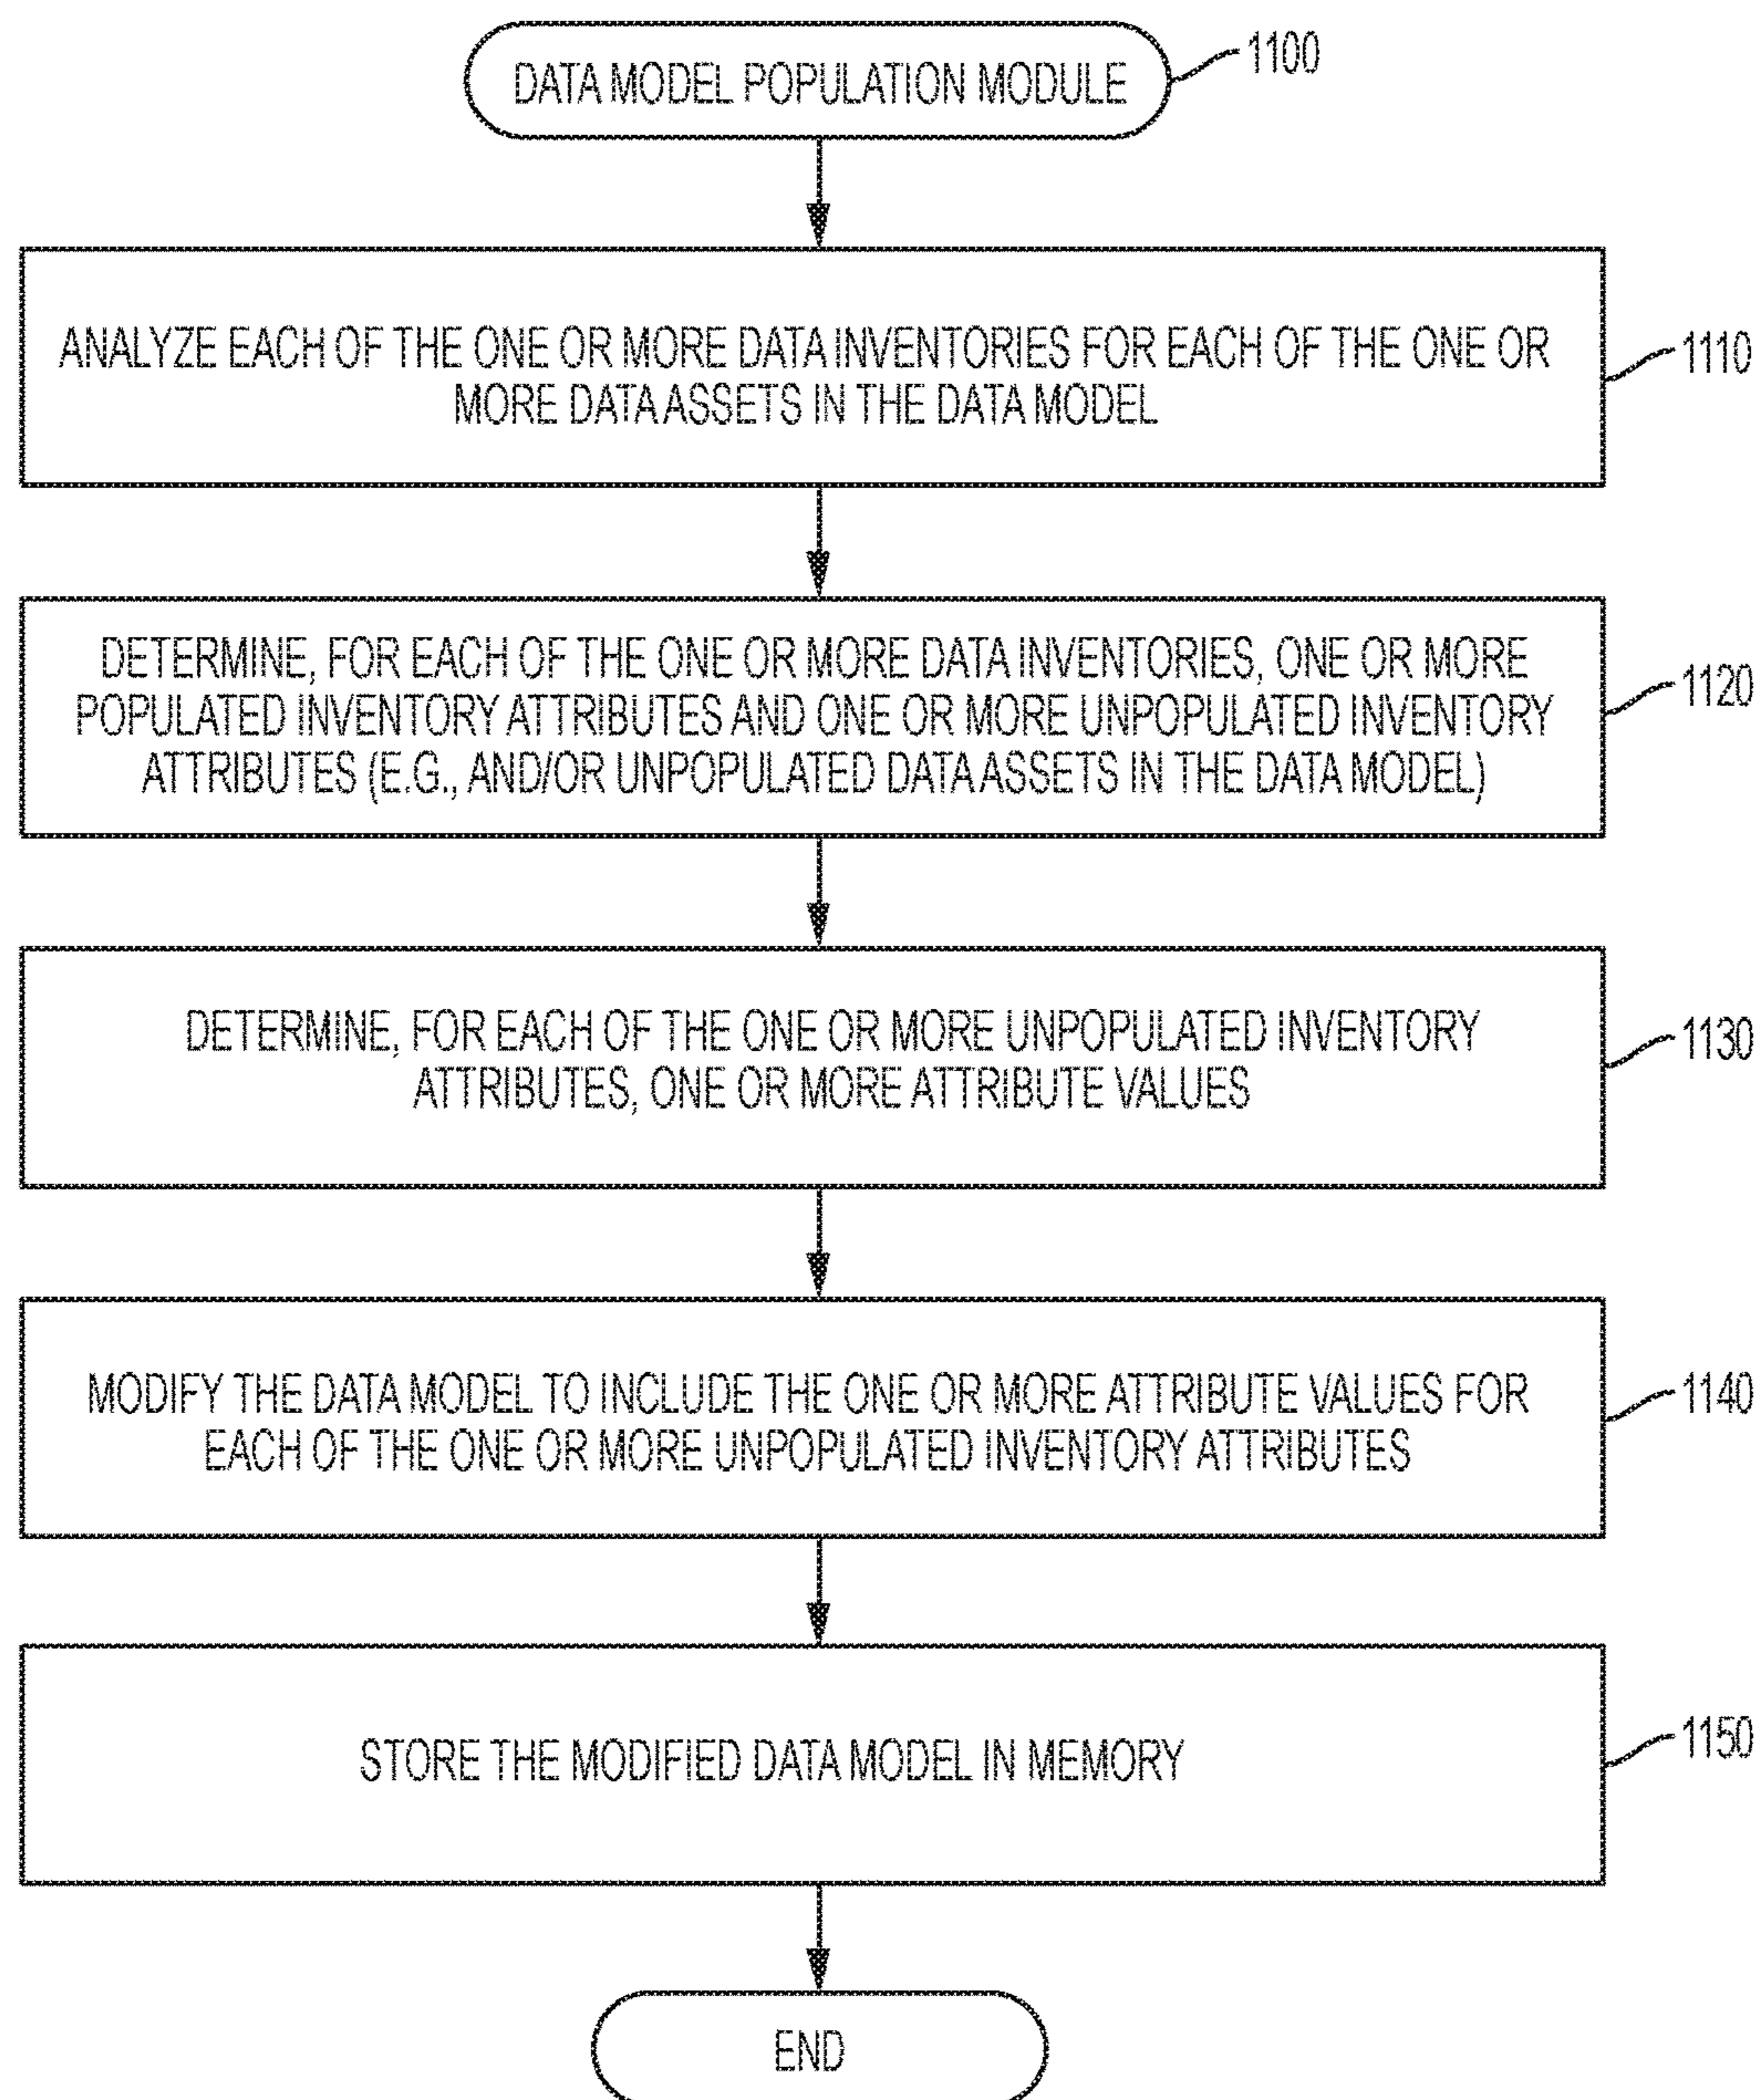 DATA MODEL POPULATION MODULE
1100
ANALYZE EACH OF THE ONE OR MORE DATA INVENTORIES FOR EACH OF THE ONE OR
MORE DATA ASSETS IN THE DATA MODEL
1110
DETERMINE, FOR EACH OF THE ONE OR MORE DATA INVENTORIES, ONE OR MORE
POPULATED INVENTORY ATTRIBUTES AND ONE OR MORE UNPOPULATED INVENTORY
ATTRIBUTES (E.G., AND/OR UNPOPULATED DATA ASSETS IN THE DATA MODEL)
1120
DETERMINE, FOR EACH OF THE ONE OR MORE UNPOPULATED INVENTORY
ATTRIBUTES, ONE OR MORE ATTRIBUTE VALUES
1130
MODIFY THE DATA MODEL TO INCLUDE THE ONE OR MORE ATTRIBUTE VALUES FOR
EACH OF THE ONE OR MORE UNPOPULATED INVENTORY ATTRIBUTES
1140
STORE THE MODIFIED DATA MODEL IN MEMORY
1150
END